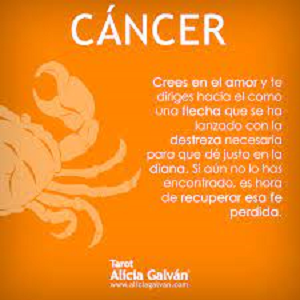 CÁNCER
Crees en el amor y te
diriges hacia el como
una flecha que se ha
lanzado con la
destreza necesaria
para que dé justo en la
diana. Si aún no lo has
encontrado, es hora
de recuperar esa fe
perdida.
Tarot
Alicia Galván
www.aliciagalvan.com